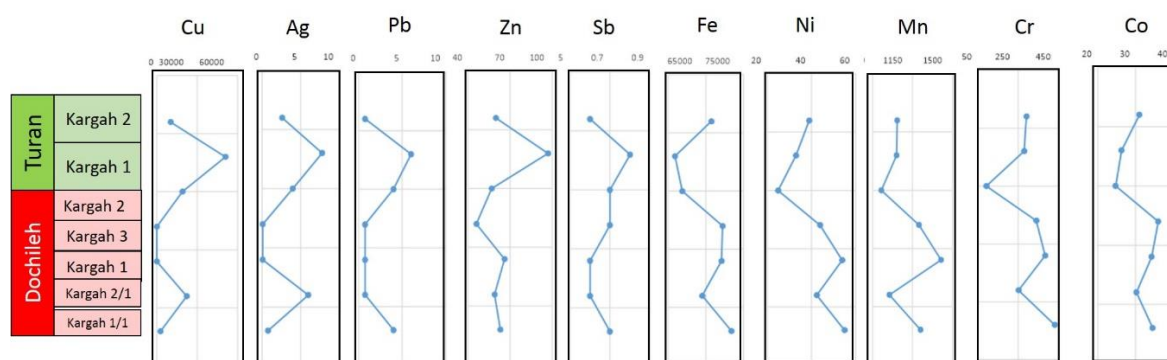 Cu Ag Pb Zn Sb Fe Ni Mn Cr Co
0 30000 60000 0 5 10 0 5 10 40 70 100 5 0.7 0.9 65000 75000 20 40 60 1150 1500 50 250 450 20 30 40
Turan
Kargah 2
Kargah 1
Dochileh
Kargah 2
Kargah 3
Kargah 1
Kargah 2/1
Kargah 1/1